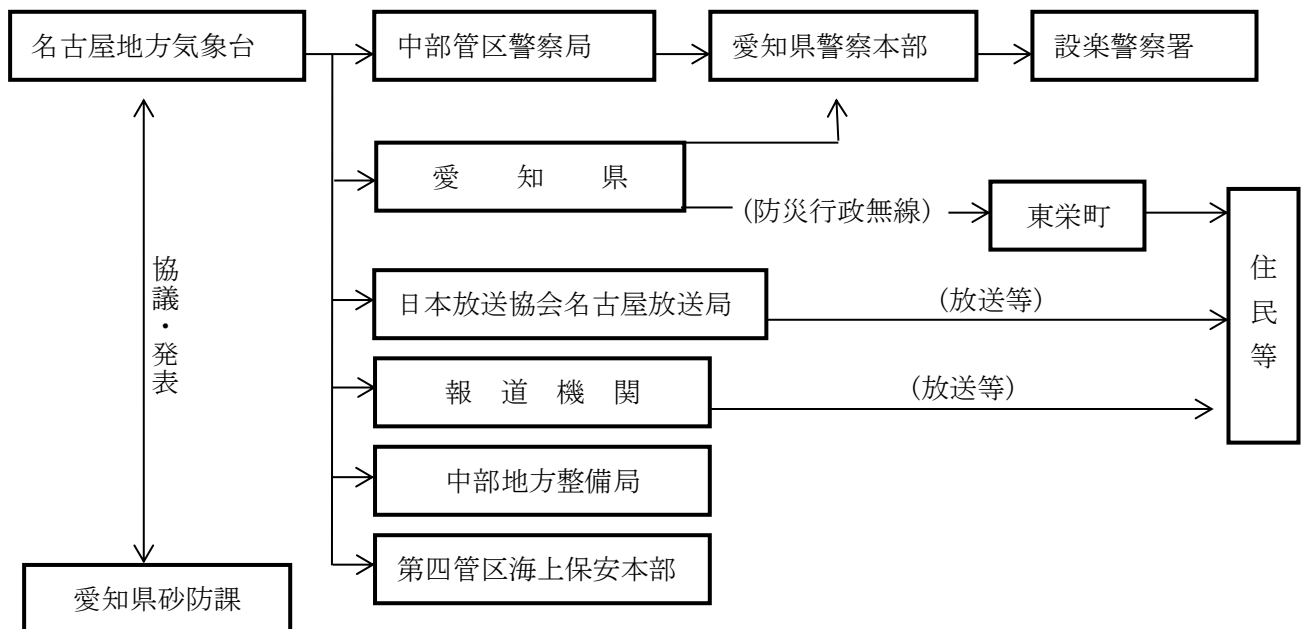 名古屋地方気象台
中部管区警察局
愛知県警察本部
設楽警察署
愛知県
(防災行政無線)
東栄町
住民等
協議・発表
日本放送協会名古屋放送局
(放送等)
報道機関
(放送等)
中部地方整備局
第四管区海上保安本部
愛知県砂防課